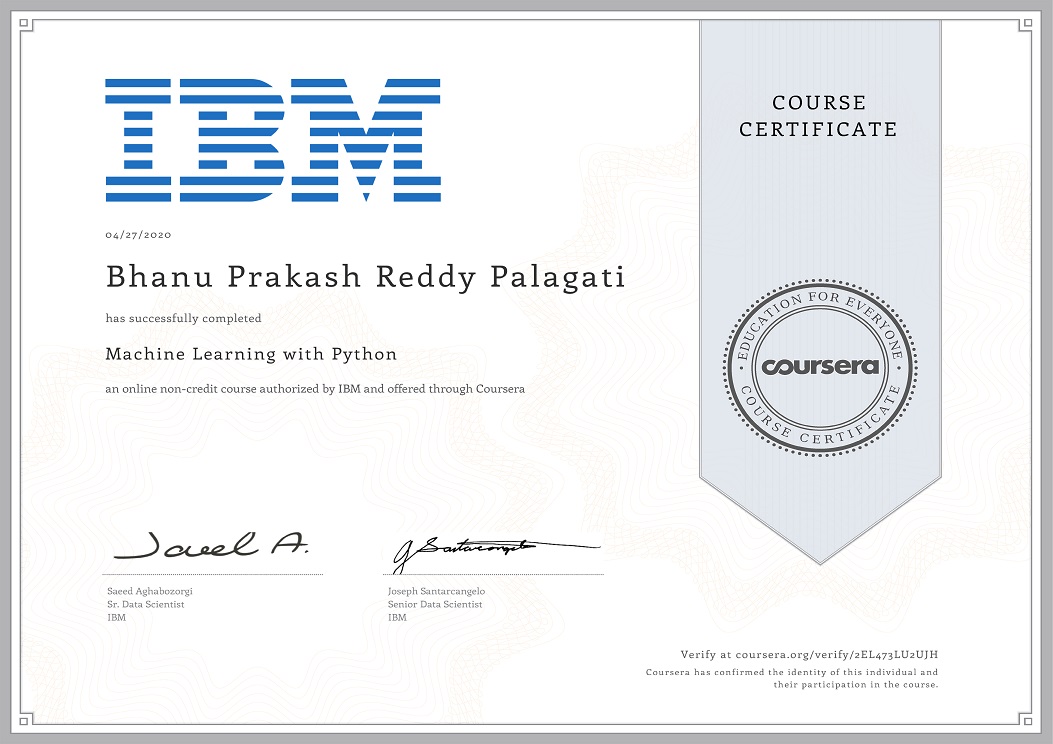 IBM
04/27/2020
Bhanu Prakash Reddy Palagati
has successfully completed
Machine Learning with Python
an online non-credit course authorized by IBM and offered through Coursera
COURSE
CERTIFICATE
EDUCATION FOR EVERYONE
coursera
COURSE CERTIFICATE
Saeed Aghabozorgi
Sr. Data Scientist
IBM
Joseph Santarcangelo
Senior Data Scientist
IBM
Verify at coursera.org/verify/2EL473LU2UJH
Coursera has confirmed the identity of this individual and
their participation in the course.